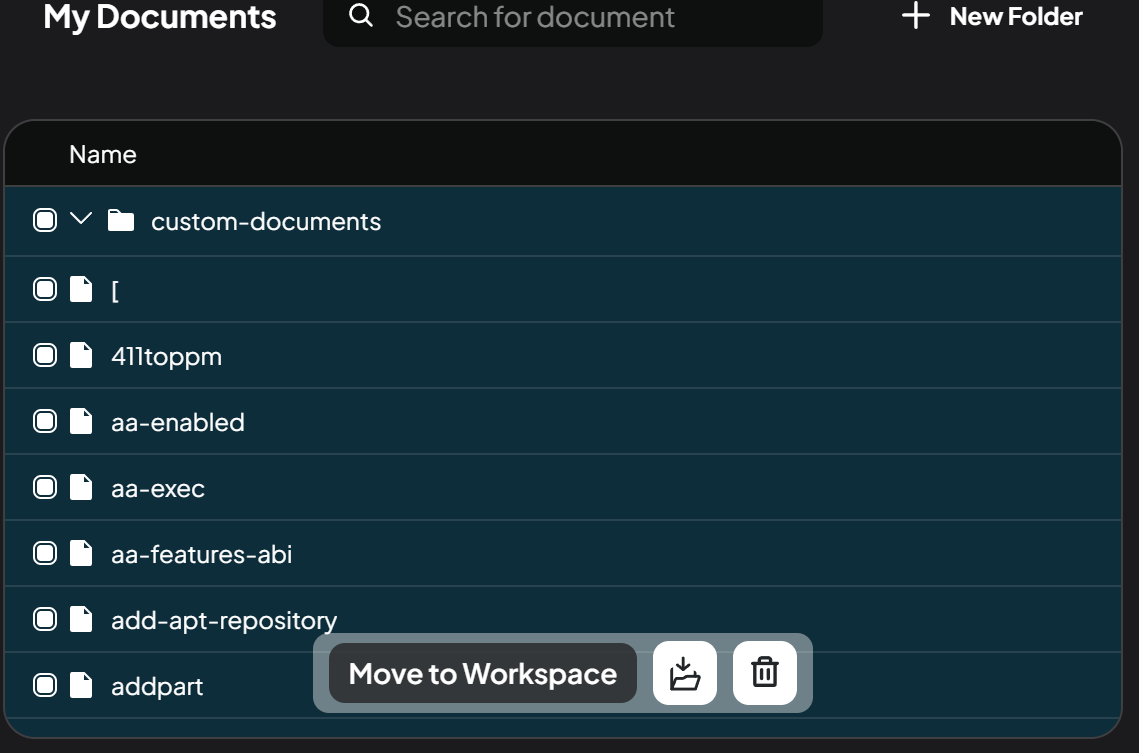 My Documents
Search for document
New Folder
Name
custom-documents
[
411toppm
aa-enabled
aa-exec
aa-features-abi
add-apt-repository
addpart
Move to Workspace